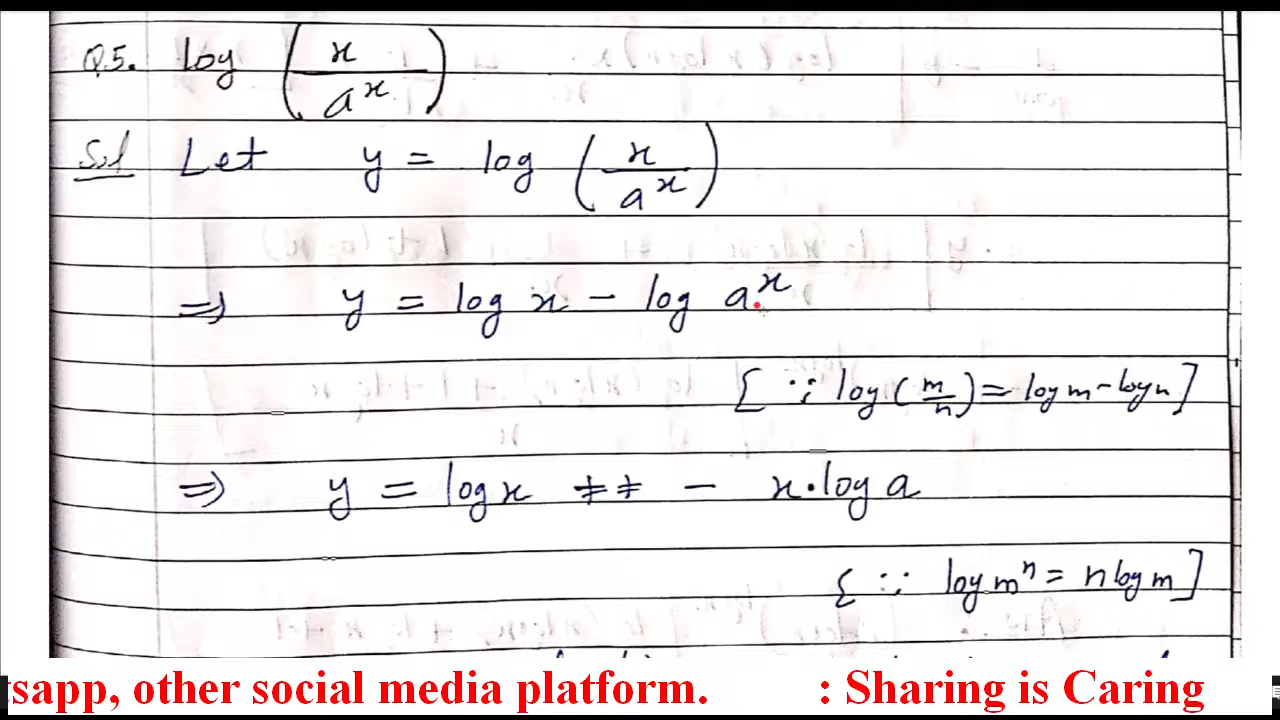 Q.5. log (x/a^x)
Sol Let y = log (x/a^x)
⇒ y = log x - log a^x
[∵ log(m/n) = log m - log n]
⇒ y = log x - x·log a
{∵ log m^n = n log m]
tsapp, other social media platform. : Sharing is Caring